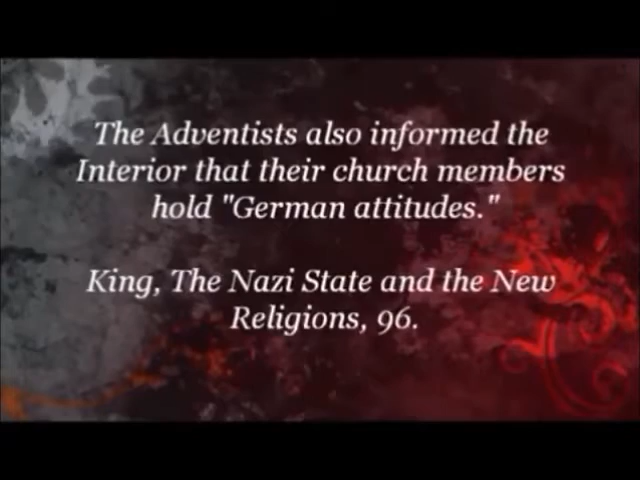 The Adventists also informed the
Interior that their church members
hold "German attitudes."
King, The Nazi State and the New
Religions, 96.